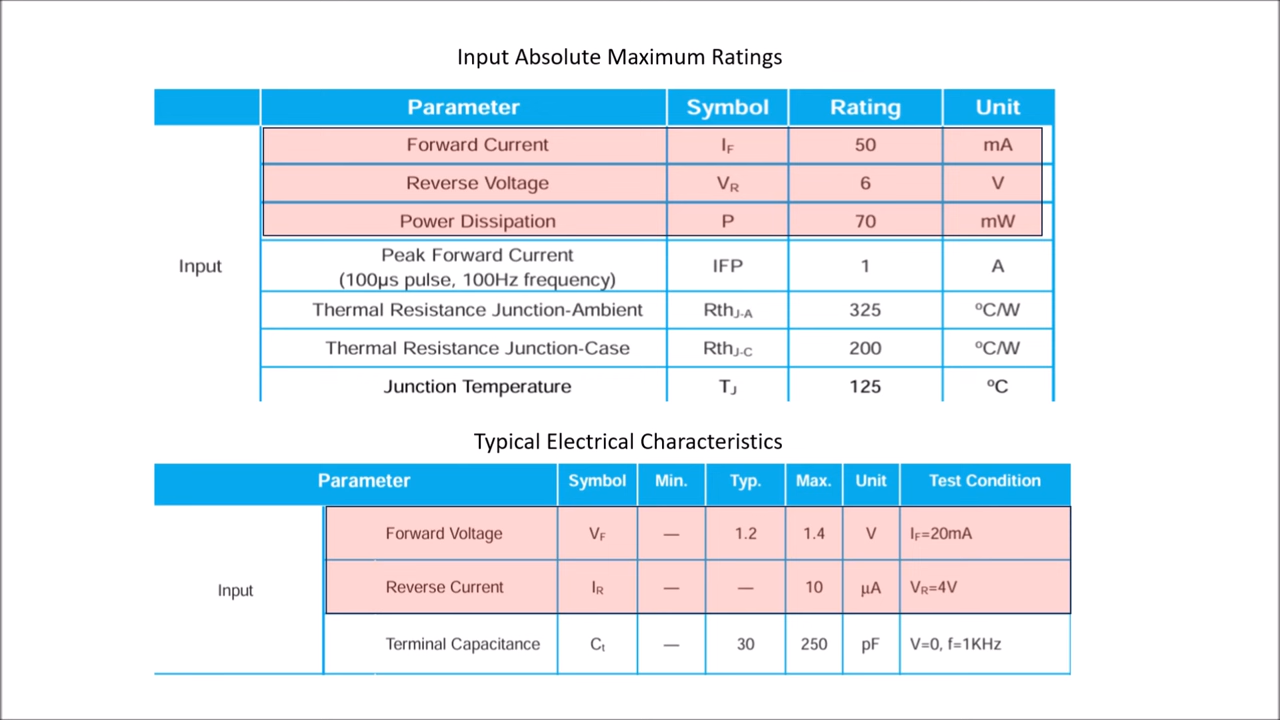 Input Absolute Maximum Ratings
Parameter Symbol Rating Unit
Forward Current IF 50 mA
Reverse Voltage VR 6 V
Power Dissipation P 70 mW
Input
Peak Forward Current
(100µs pulse, 100Hz frequency) IFP 1 A
Thermal Resistance Junction-Ambient RthJ-A 325 ºC/W
Thermal Resistance Junction-Case RthJ-C 200 ºC/W
Junction Temperature TJ 125 ºC
Typical Electrical Characteristics
Parameter Symbol Min. Typ. Max. Unit Test Condition
Forward Voltage VF — 1.2 1.4 V IF=20mA
Input
Reverse Current IR — — 10 µA VR=4V
Terminal Capacitance Ct — 30 250 pF V=0, f=1KHz